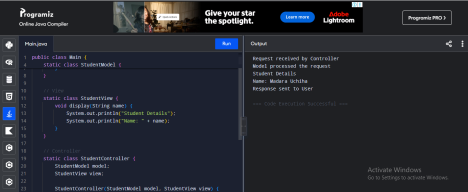 Programiz
Online Java Compiler
Give your star
the spotlight.
Learn more
Adobe
Lightroom
Programiz PRO >
Main.java
Run
Output
1 public class Main {
4 static class StudentModel {
}
// View
static class StudentView {
void display(String name) {
System.out.println("Student Details");
System.out.println("Name: " + name);
}
}
// Controller
static class StudentController {
StudentModel model;
StudentView view;
StudentController(StudentModel model, StudentView view) {
Request received by Controller
Model processed the request
Student Details
Name: Madara Uchiha
Response sent to User
=== Code Execution Successful ===
Activate Windows
Go to Settings to activate Windows.